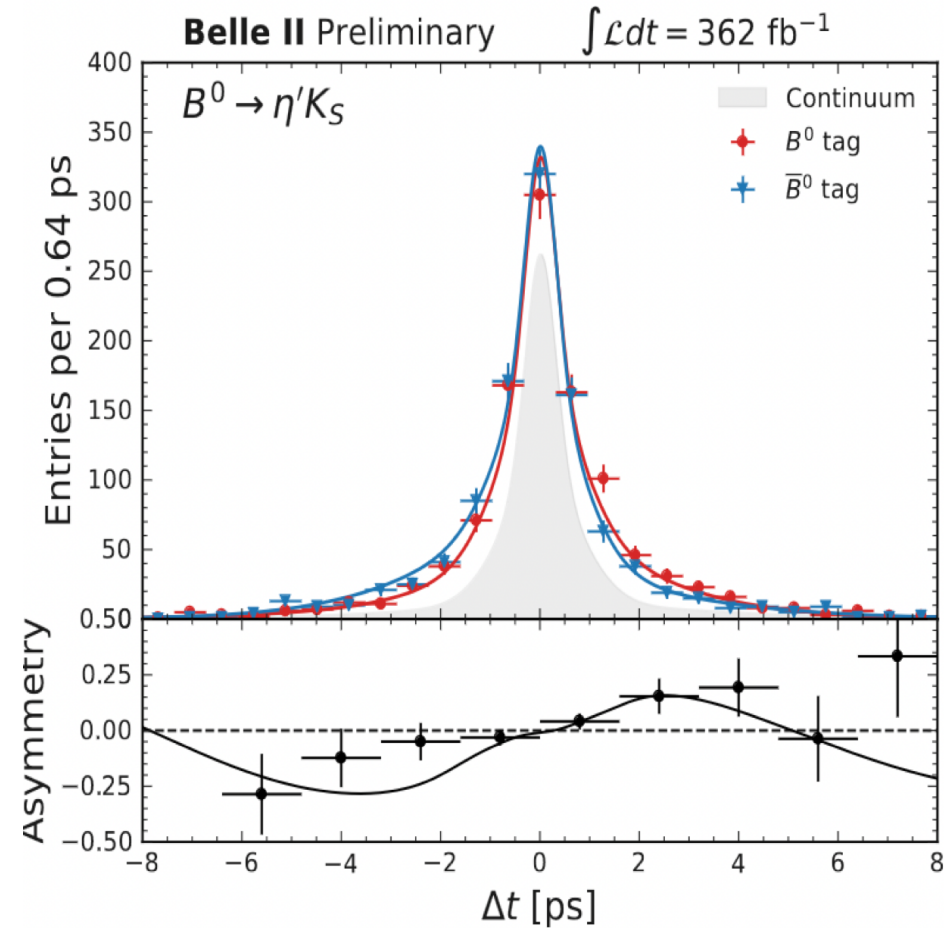 Belle II Preliminary ∫ℒdt = 362 fb⁻¹
B⁰ → η′K_S
Continuum
B⁰ tag
B̅⁰ tag
Entries per 0.64 ps
400
350
300
250
200
150
100
50
0.50
0.25
0.00
−0.25
−0.50
Asymmetry
−8 −6 −4 −2 0 2 4 6 8
Δt [ps]